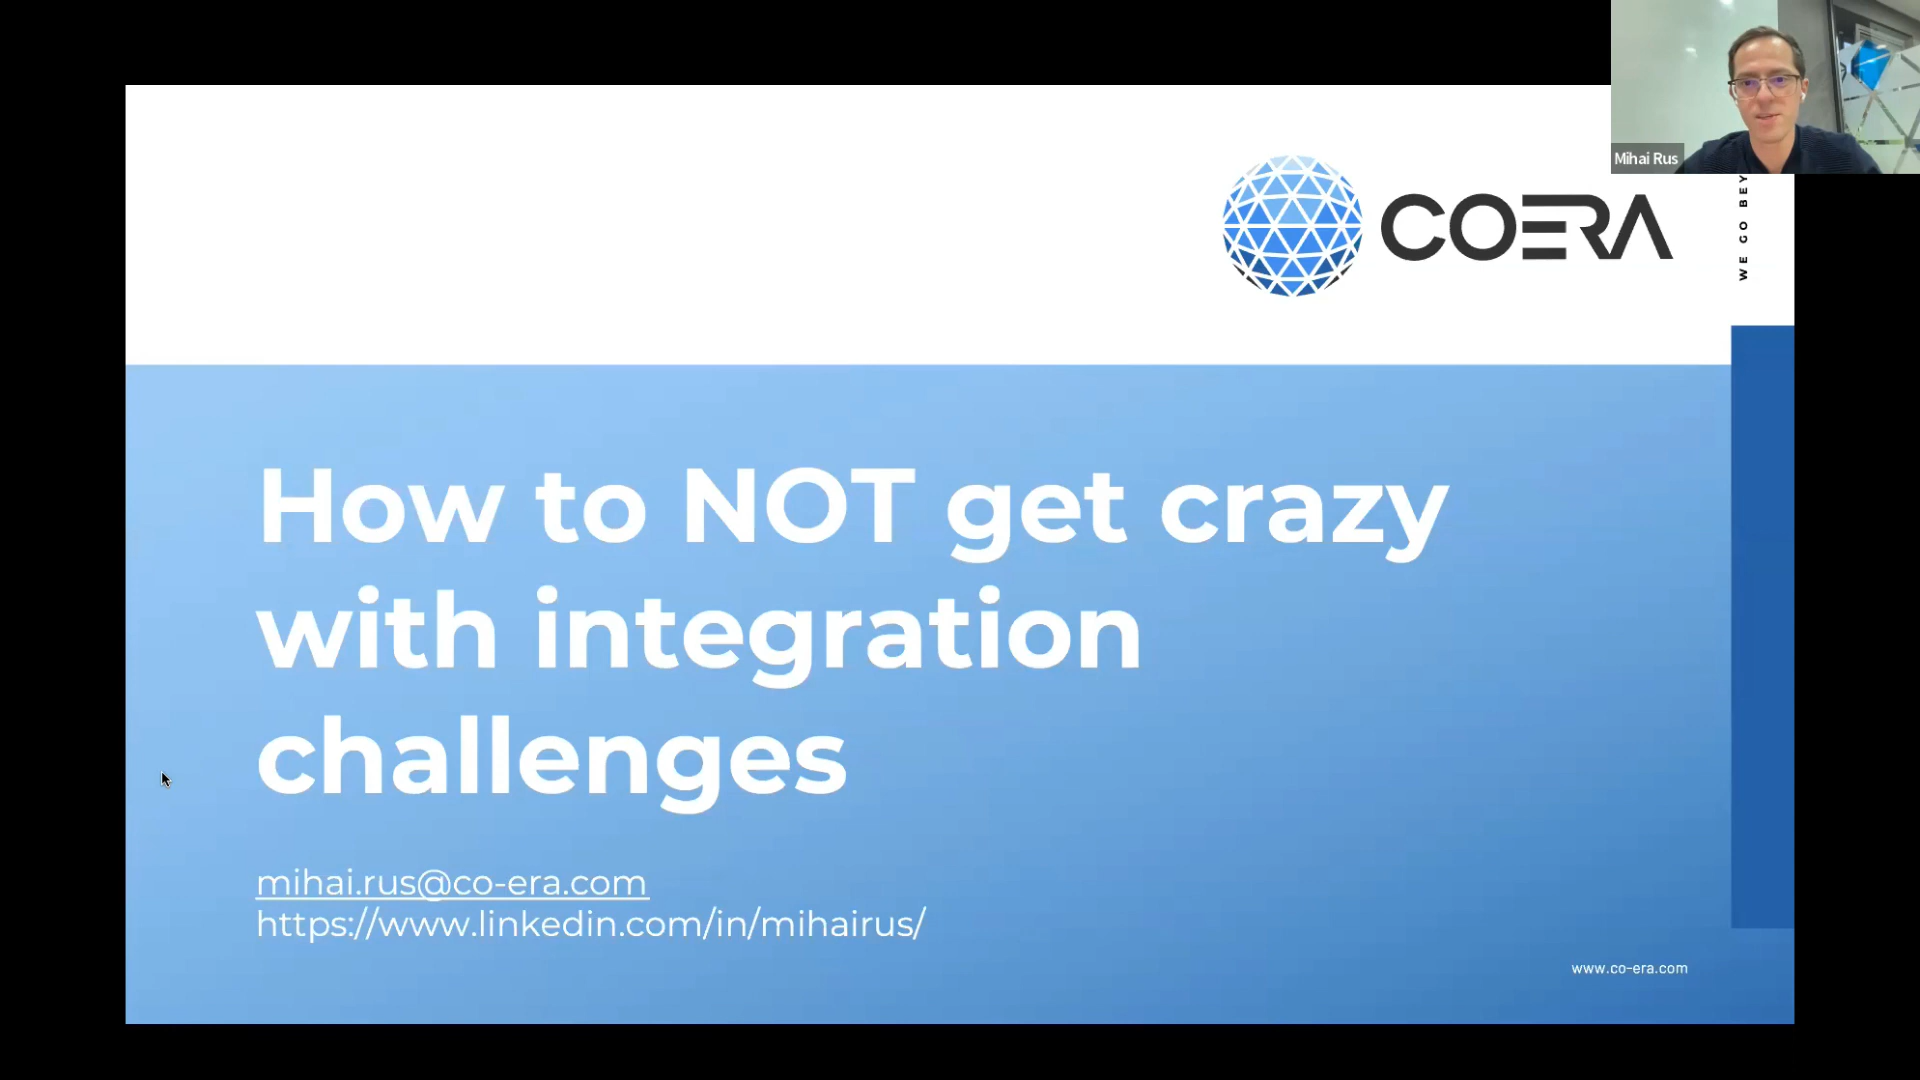 Mihai Rus
COERA
WE GO
How to NOT get crazy
with integration
challenges
mihai.rus@co-era.com
https://www.linkedin.com/in/mihairus/
www.co-era.com